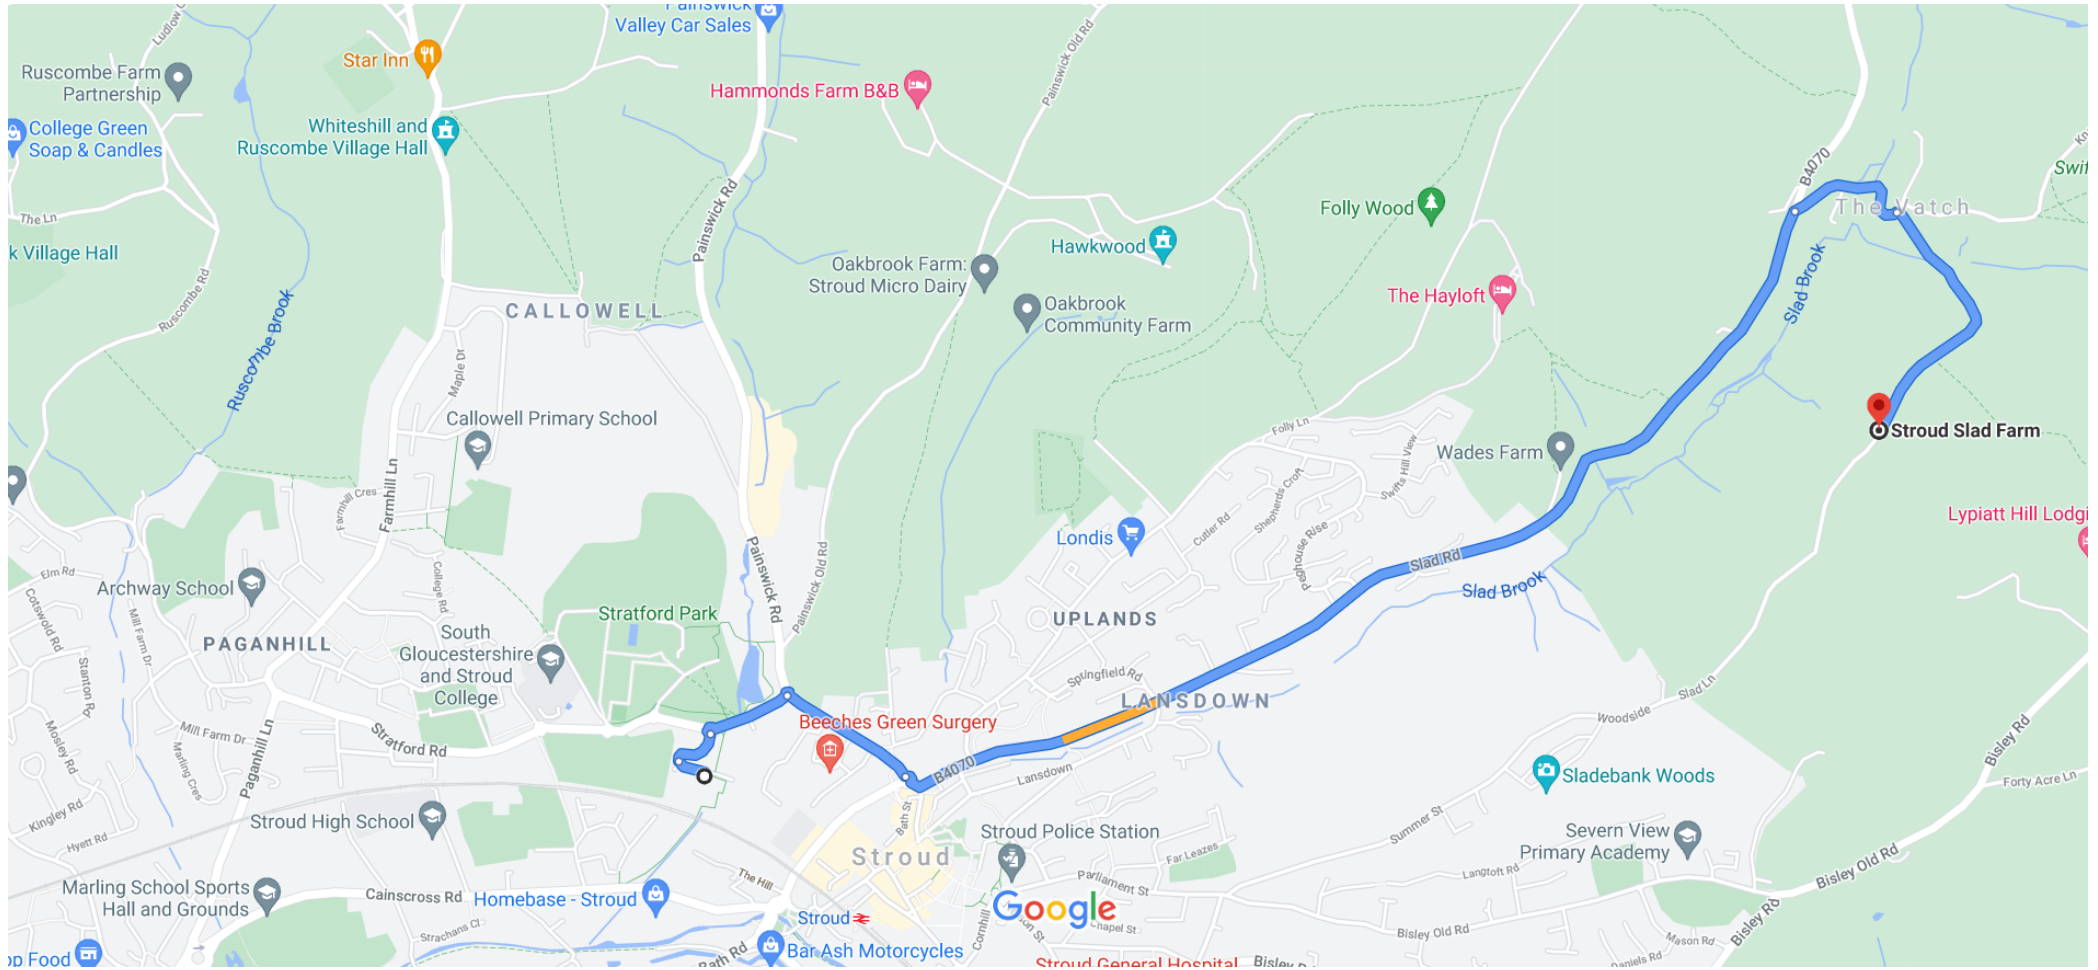 Painswick
Valley Car Sales
Ludlow
Star Inn
Painswick Old Rd
Ruscombe Farm
Partnership
Hammonds Farm B&B
College Green
Soap & Candles
Whiteshill and
Ruscombe Village Hall
B4070
Swif
Painswick Rd
The Ln
Folly Wood
The Vatch
k Village Hall
Hawkwood
Oakbrook Farm:
Stroud Micro Dairy
Slad Brook
Ruscombe Rd
Ruscombe Brook
CALLOWELL
Oakbrook
Community Farm
The Hayloft
Maple Dr
Callowell Primary School
Folly Ln
Stroud Slad Farm
Wades Farm
Swifts Hill View
Shepherds Croft
Farmhill Ln
Farmhill Cres
Lypiatt Hill Lodgi
Cutler Rd
Londis
Peghouse Rise
Painswick Rd
Painswick Old Rd
Slad Rd
Elm Rd
College Rd
Archway School
Slad Brook
Cotswold Rd
Mill Farm Dr
Stratford Park
UPLANDS
PAGANHILL
South
Gloucestershire
and Stroud
College
Springfield Rd
Stanton Rd
LANSDOWN
Slad Ln
Woodside
Beeches Green Surgery
Mill Farm Dr
Stratford Rd
Paganhill Ln
Mosley Rd
Marling Cres
Bisley Rd
B4070
Lansdown
Sladebank Woods
Forty Acre Ln
Kingley Rd
Stroud High School
Bath St
Summer St
Stroud Police Station
Severn View
Primary Academy
Hyett Rd
Stroud
Far Leazes
Bisley Old Rd
Langtoft Rd
The Hill
Parliament St
Marling School Sports
Hall and Grounds
Cainscross Rd
Homebase - Stroud
Google
Stroud
Cornhill
son St
Chapel St
Strachans Cl
Bisley Old Rd
Bisley Rd
Mason Rd
op Food
Bath Rd
Bar Ash Motorcycles
Stroud General Hospital
Bisley
Daniels Rd